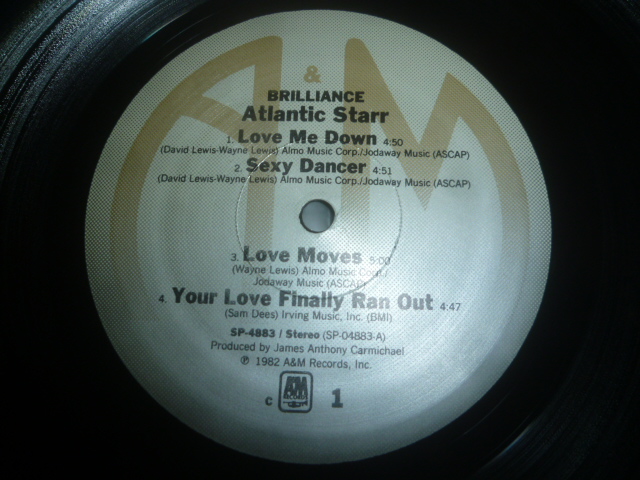 &
BRILLIANCE
Atlantic Starr
1. Love Me Down 4:50
(David Lewis-Wayne Lewis) Almo Music Corp./Jodaway Music (ASCAP)
2. Sexy Dancer 4:51
(David Lewis-Wayne Lewis) Almo Music Corp./Jodaway Music (ASCAP)
3. Love Moves 5:00
(Wayne Lewis) Almo Music Corp./
Jodaway Music (ASCAP)
4. Your Love Finally Ran Out 4:47
(Sam Dees) Irving Music, Inc. (BMI)
SP-4883 / Stereo (SP-04883-A)
Produced by James Anthony Carmichael
℗ 1982 A&M Records, Inc.
c A&M RECORDS 1